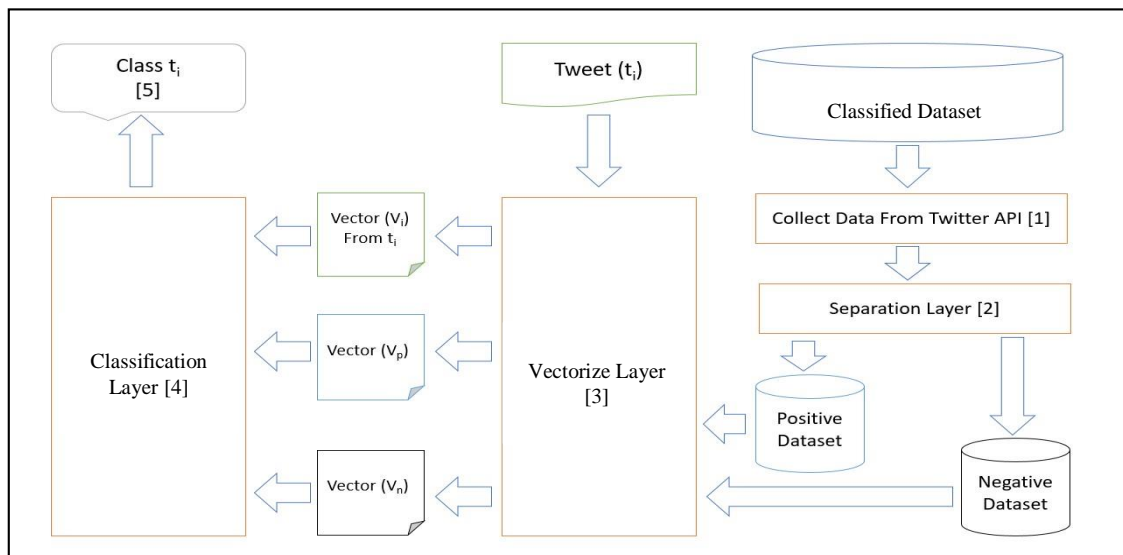 Class tᵢ
[5]
Tweet (tᵢ)
Classified Dataset
Collect Data From Twitter API [1]
Separation Layer [2]
Vector (Vᵢ)
From tᵢ
Vector (Vₚ)
Vector (Vₙ)
Classification
Layer [4]
Vectorize Layer
[3]
Positive
Dataset
Negative
Dataset